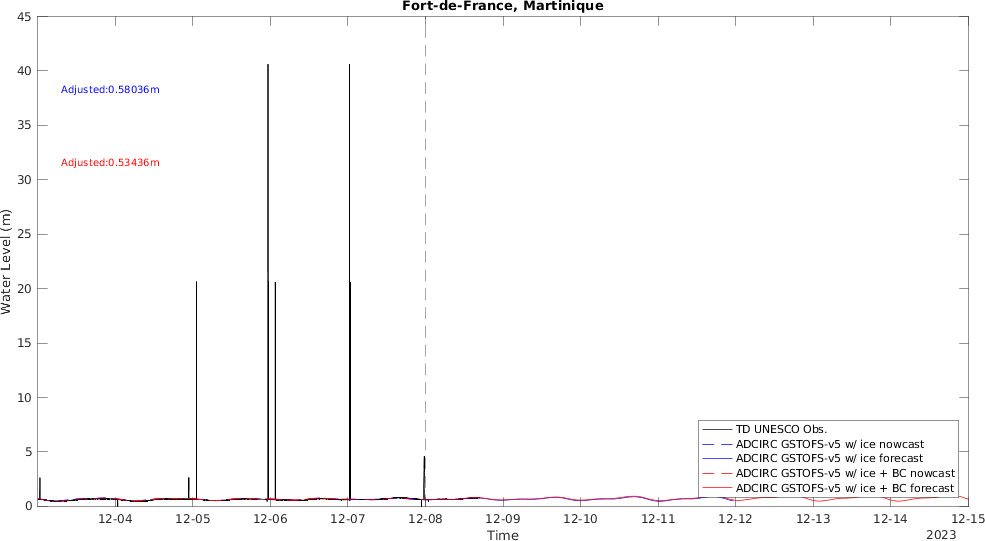 Fort-de-France, Martinique
45
40
35
30
25
20
15
10
5
0
Water Level (m)
Adjusted:0.58036m
Adjusted:0.53436m
TD UNESCO Obs.
ADCIRC GSTOFS-v5 w/ ice nowcast
ADCIRC GSTOFS-v5 w/ ice forecast
ADCIRC GSTOFS-v5 w/ ice + BC nowcast
ADCIRC GSTOFS-v5 w/ ice + BC forecast
12-04 12-05 12-06 12-07 12-08 12-09 12-10 12-11 12-12 12-13 12-14 12-15
Time
2023